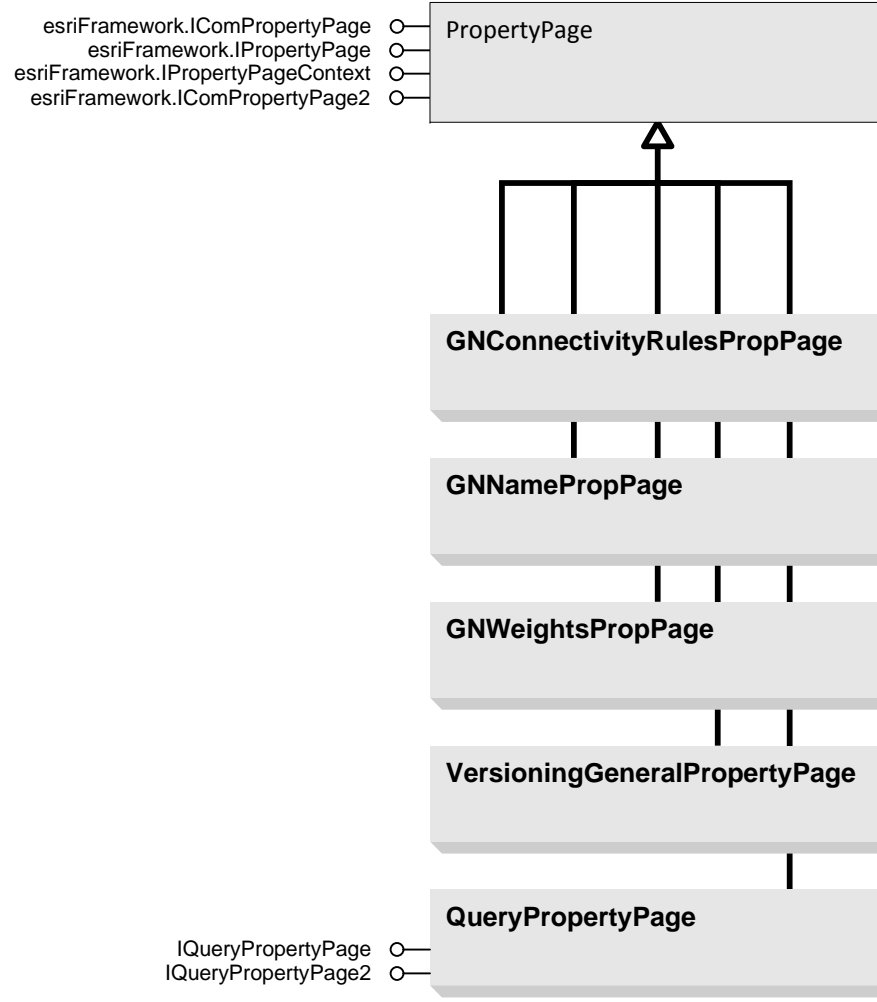 esriFramework.IComPropertyPage
esriFramework.IPropertyPage
esriFramework.IPropertyPageContext
esriFramework.IComPropertyPage2
PropertyPage
GNConnectivityRulesPropPage
GNNamePropPage
GNWeightsPropPage
VersioningGeneralPropertyPage
QueryPropertyPage
IQueryPropertyPage
IQueryPropertyPage2